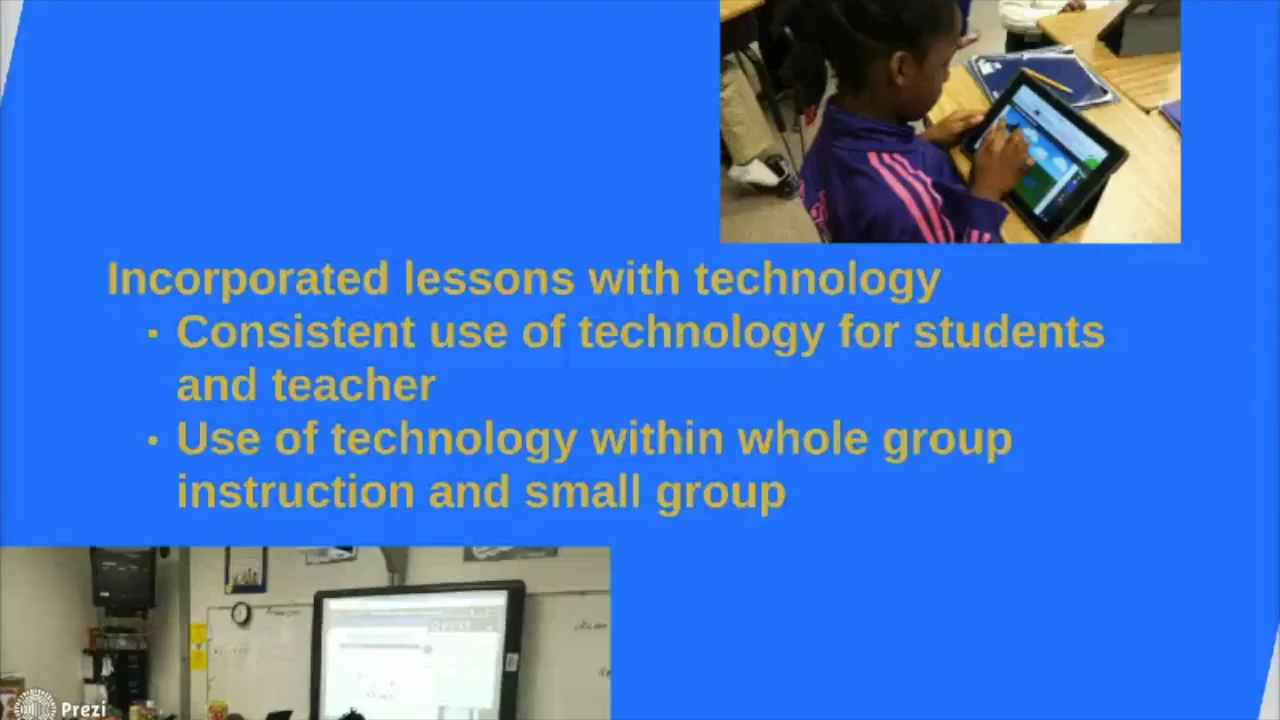 Incorporated lessons with technology
· Consistent use of technology for students
and teacher
· Use of technology within whole group
instruction and small group
Prezi